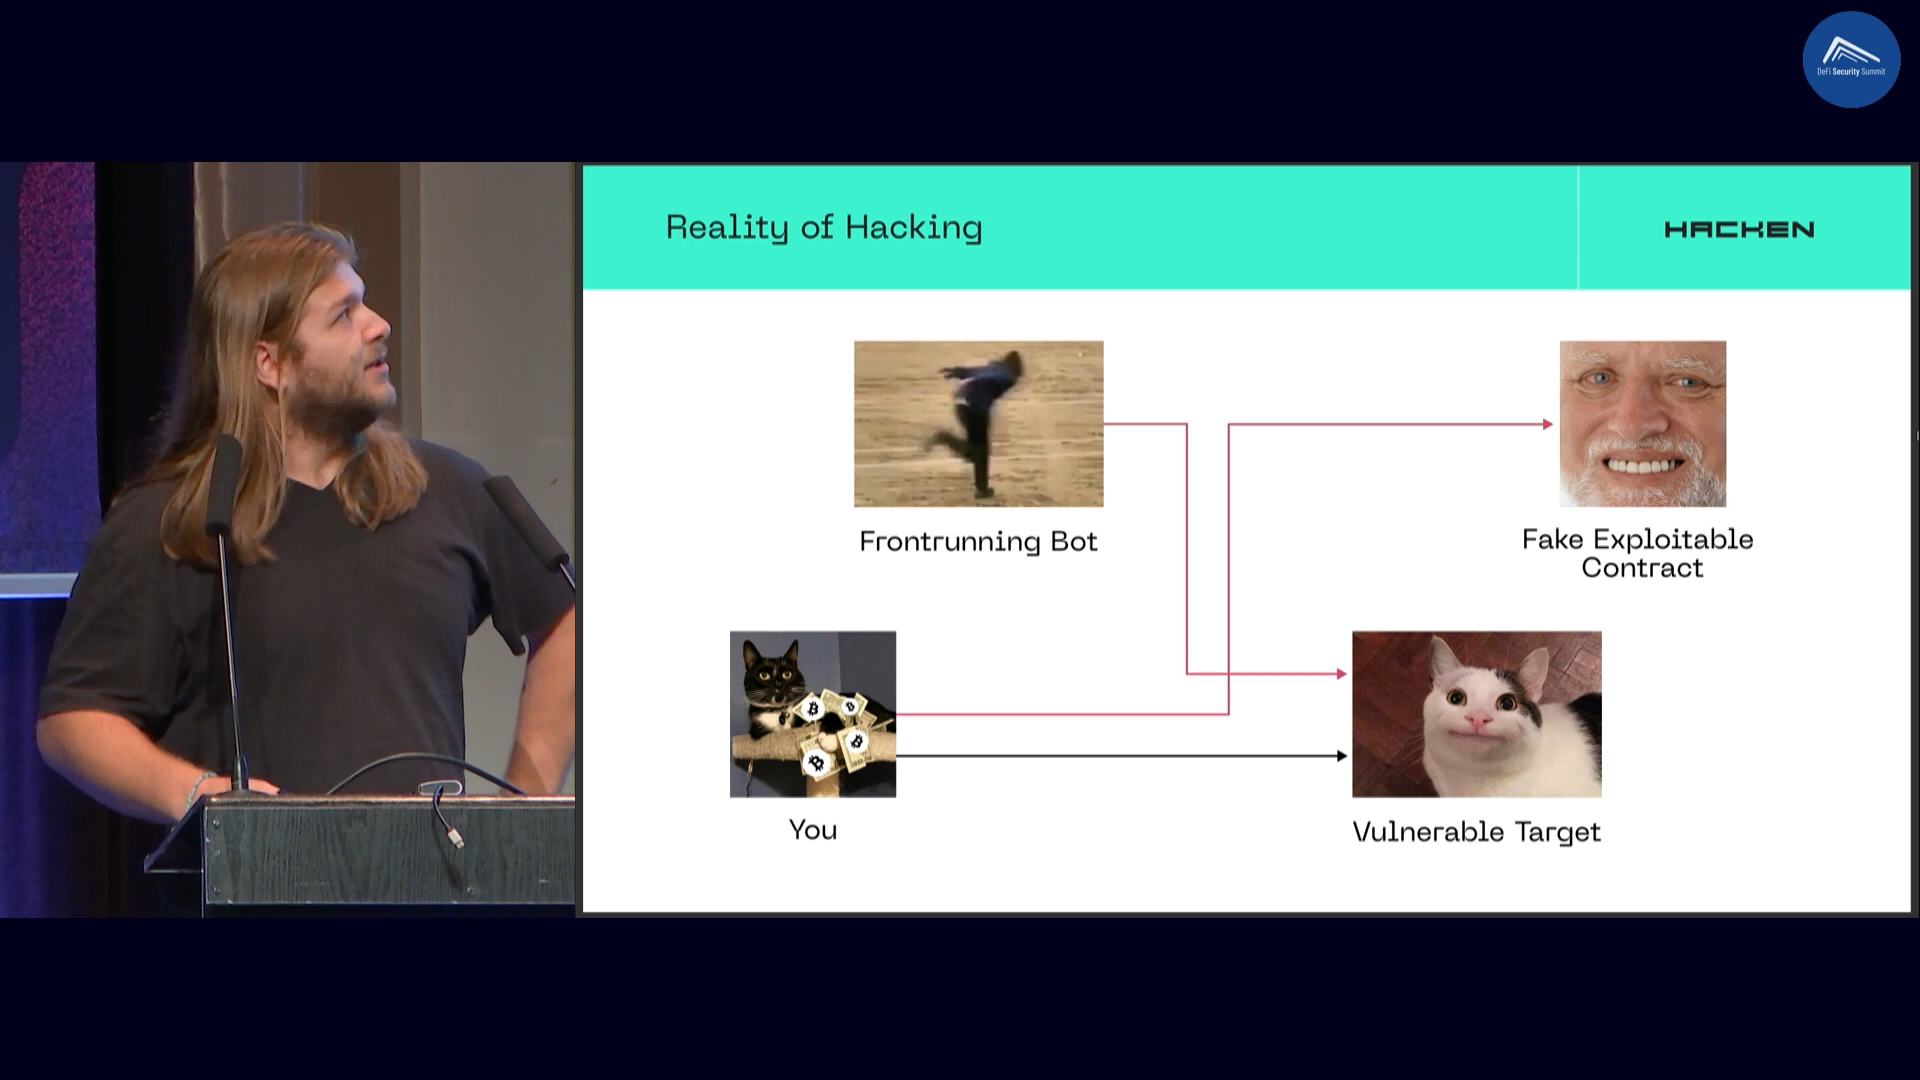 DeFi Security Summit
Reality of Hacking
HACKEN
Frontrunning Bot
Fake Exploitable
Contract
You
Vulnerable Target